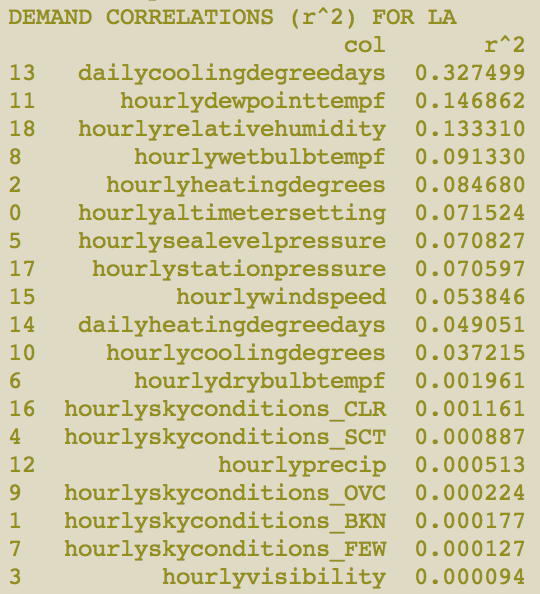 DEMAND CORRELATIONS (r^2) FOR LA
col r^2
13 dailycoolingdegreedays 0.327499
11 hourlydewpointtempf 0.146862
18 hourlyrelativehumidity 0.133310
8 hourlywetbulbtempf 0.091330
2 hourlyheatingdegrees 0.084680
0 hourlyaltimetersetting 0.071524
5 hourlysealevelpressure 0.070827
17 hourlystationpressure 0.070597
15 hourlywindspeed 0.053846
14 dailyheatingdegreedays 0.049051
10 hourlycoolingdegrees 0.037215
6 hourlydrybulbtempf 0.001961
16 hourlyskyconditions_CLR 0.001161
4 hourlyskyconditions_SCT 0.000887
12 hourlyprecip 0.000513
9 hourlyskyconditions_OVC 0.000224
1 hourlyskyconditions_BKN 0.000177
7 hourlyskyconditions_FEW 0.000127
3 hourlyvisibility 0.000094